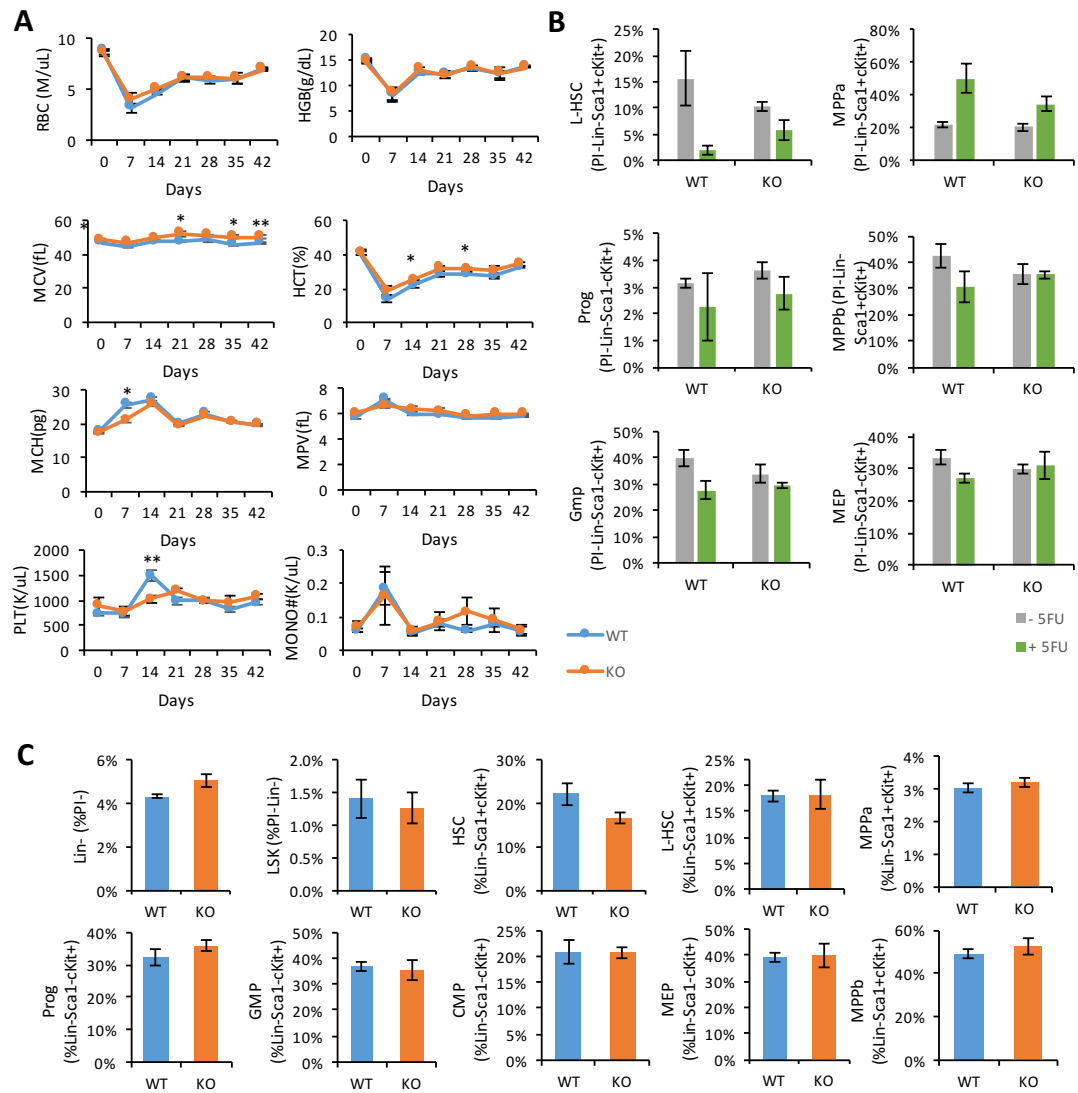 A
RBC (M/uL)
10
5
0
0 7 14 21 28 35 42
Days
HGB(g/dL)
20
15
10
5
0
0 7 14 21 28 35 42
Days
MCV(fL)
60
40
20
0
* * * **
0 7 14 21 28 35 42
Days
HCT(%)
60
40
20
0
* *
0 7 14 21 28 35 42
Days
MCH(pg)
30
20
10
0
*
0 7 14 21 28 35 42
Days
MPV(fL)
8
6
4
2
0
0 7 14 21 28 35 42
Days
PLT(K/uL)
2000
1500
1000
500
0
**
0 7 14 21 28 35 42
Days
MONO#(K/uL)
0.3
0.2
0.1
0
0 7 14 21 28 35 42
Days
WT
KO
B
L-HSC
(PI-Lin-Sca1+cKit+)
25%
20%
15%
10%
5%
0%
WT KO
MPPa
(PI-Lin-Sca1+cKit+)
80%
60%
40%
20%
0%
WT KO
Prog
(PI-Lin-Sca1-cKit+)
5%
4%
3%
2%
1%
0%
WT KO
MPPb (PI-Lin-
Sca1+cKit+)
50%
40%
30%
20%
10%
0%
WT KO
Gmp
(PI-Lin-Sca1-cKit+)
50%
40%
30%
20%
10%
0%
WT KO
MEP
(PI-Lin-Sca1-cKit+)
40%
30%
20%
10%
0%
WT KO
- 5FU
+ 5FU
C
Lin- (%PI-)
6%
4%
2%
0%
WT KO
LSK (%PI-Lin-)
1.5%
1.0%
0.5%
0.0%
WT KO
HSC
(%Lin-Sca1+cKit+)
30%
20%
10%
0%
WT KO
L-HSC
(%Lin-Sca1+cKit+)
25%
20%
15%
10%
5%
0%
WT KO
MPPa
(%Lin-Sca1+cKit+)
4%
3%
2%
1%
0%
WT KO
Prog
(%Lin-Sca1-cKit+)
40%
30%
20%
10%
0%
WT KO
GMP
(%Lin-Sca1-cKit+)
50%
40%
30%
20%
10%
0%
WT KO
CMP
(%Lin-Sca1-cKit+)
25%
20%
15%
10%
5%
0%
WT KO
MEP
(%Lin-Sca1-cKit+)
50%
40%
30%
20%
10%
0%
WT KO
MPPb
(%Lin-Sca1+cKit+)
60%
40%
20%
0%
WT KO